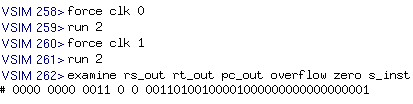 VSIM 258> force clk 0
VSIM 259> run 2
VSIM 260> force clk 1
VSIM 261> run 2
VSIM 262> examine rs_out rt_out pc_out overflow zero s_inst
# 0000 0000 0011 0 0 00110100100001000000000000000001